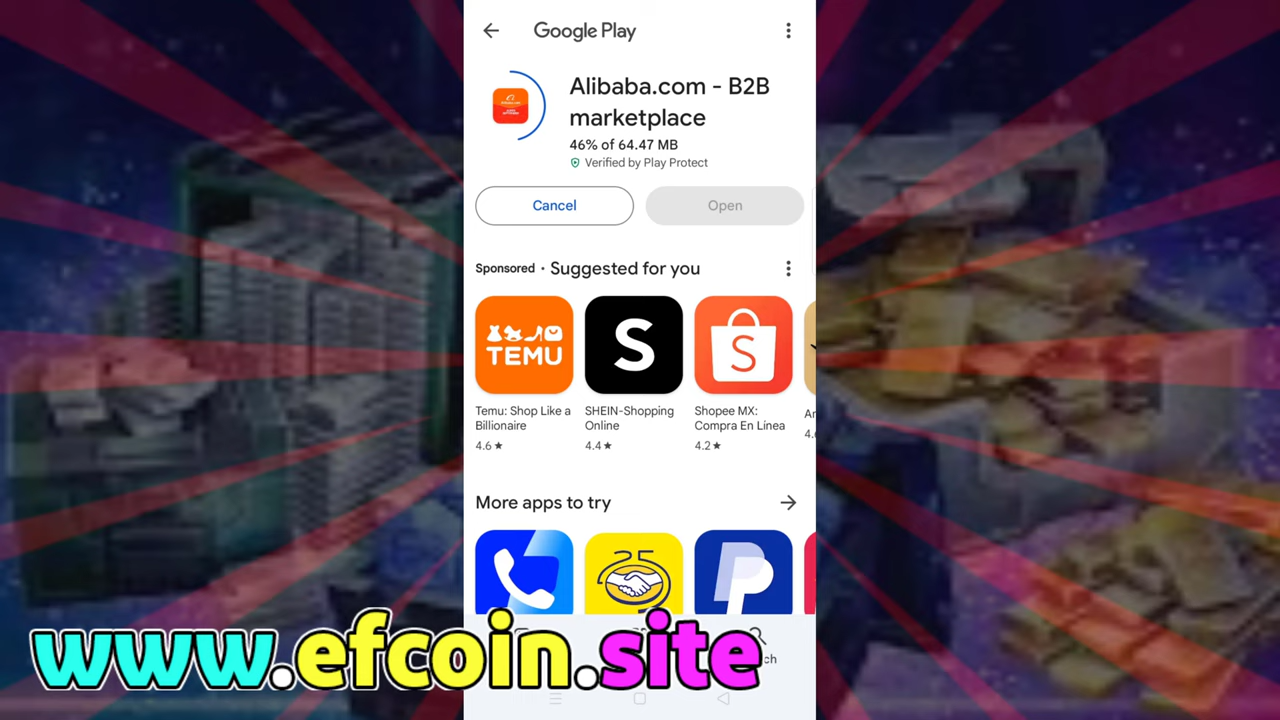 Google Play
Alibaba.com - B2B
marketplace
46% of 64.47 MB
Verified by Play Protect
Cancel
Open
Sponsored · Suggested for you
TEMU
S
S
Temu: Shop Like a
Billionaire
4.6★
SHEIN-Shopping
Online
4.4★
Shopee MX:
Compra En Línea
4.2★
More apps to try
25
www.efcoin.site